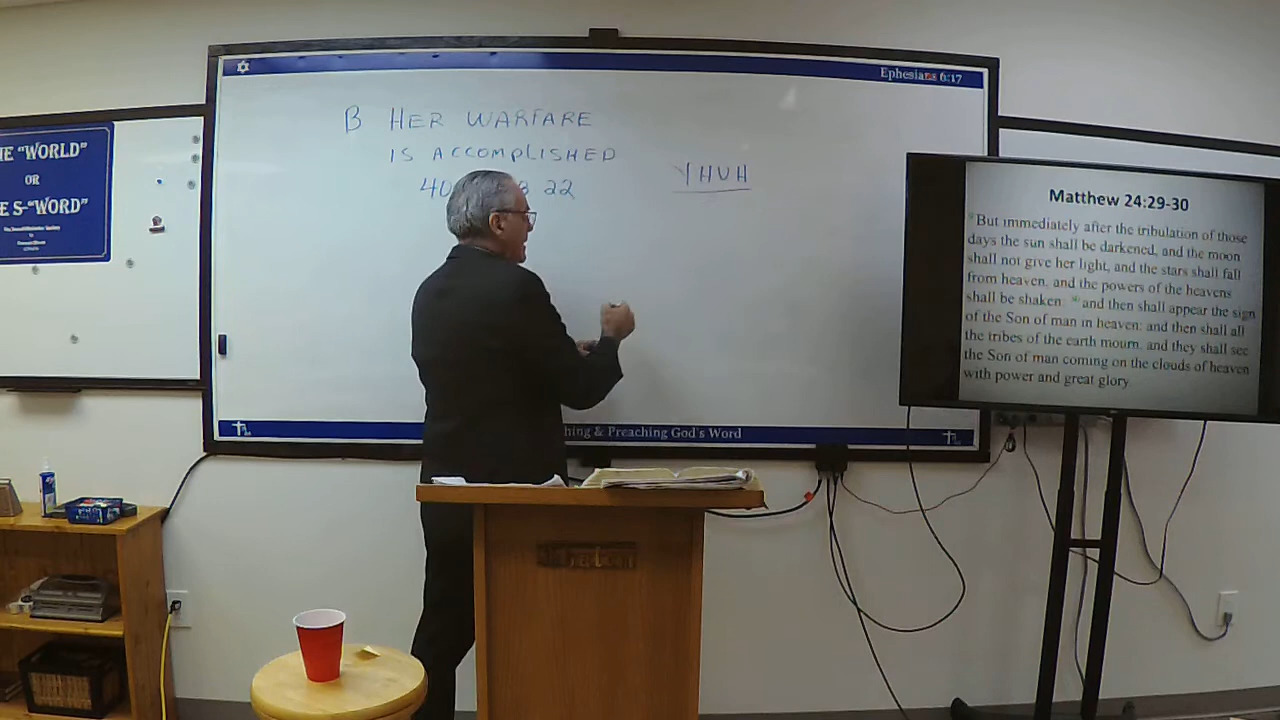 HE "WORLD"
OR
E S-"WORD"
Ephesians 6:17
B HER WARFARE
IS ACCOMPLISHED
40 22
YHVH
hing & Preaching God's Word
Matthew 24:29-30
29 But immediately after the tribulation of those
days the sun shall be darkened, and the moon
shall not give her light, and the stars shall fall
from heaven, and the powers of the heavens
shall be shaken: 30 and then shall appear the sign
of the Son of man in heaven: and then shall all
the tribes of the earth mourn, and they shall see
the Son of man coming on the clouds of heaven
with power and great glory.